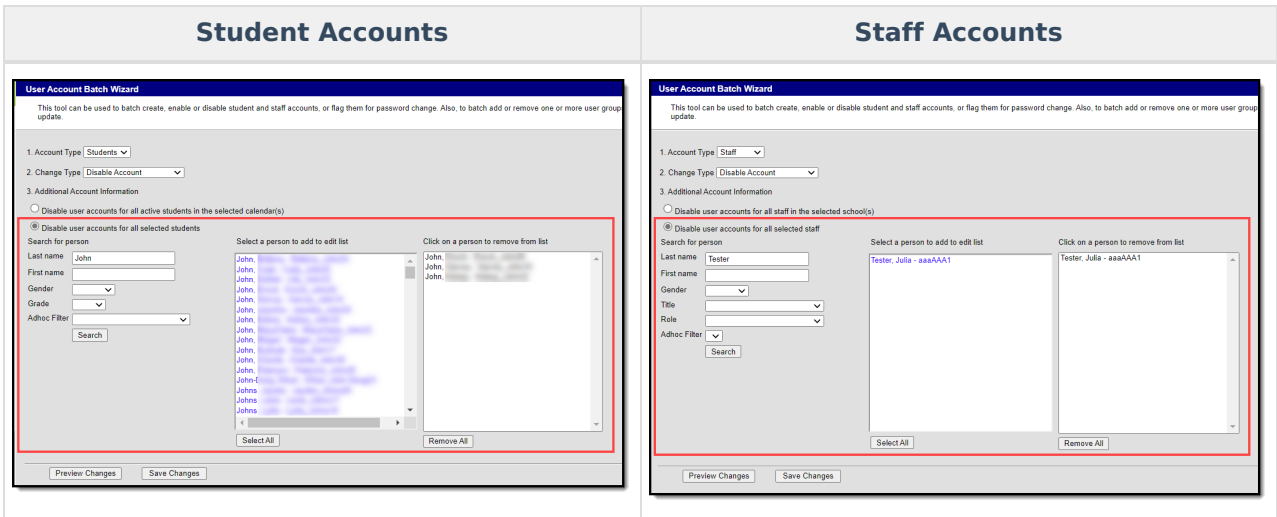 Student Accounts
Staff Accounts
User Account Batch Wizard
This tool can be used to batch create, enable or disable student and staff accounts, or flag them for password change. Also, to batch add or remove one or more user group
update.
1. Account Type Students
2. Change Type Disable Account
3. Additional Account Information
Disable user accounts for all active students in the selected calendar(s)
Disable user accounts for all selected students
Search for person
Last name John
First name
Gender
Grade
Adhoc Filter
Search
Select a person to add to edit list
John,
John,
John,
John,
John,
John,
John,
John,
John,
John,
John,
John,
John-D
Johns
Johns
Johns
Select All
Click on a person to remove from list
John,
John,
John,
Remove All
Preview Changes Save Changes
User Account Batch Wizard
This tool can be used to batch create, enable or disable student and staff accounts, or flag them for password change. Also, to batch add or remove one or more user group
update.
1. Account Type Staff
2. Change Type Disable Account
3. Additional Account Information
Disable user accounts for all staff in the selected school(s)
Disable user accounts for all selected staff
Search for person
Last name Tester
First name
Gender
Title
Role
Adhoc Filter
Search
Select a person to add to edit list
Tester, Julia - aaaAAA1
Select All
Click on a person to remove from list
Tester, Julia - aaaAAA1
Remove All
Preview Changes Save Changes